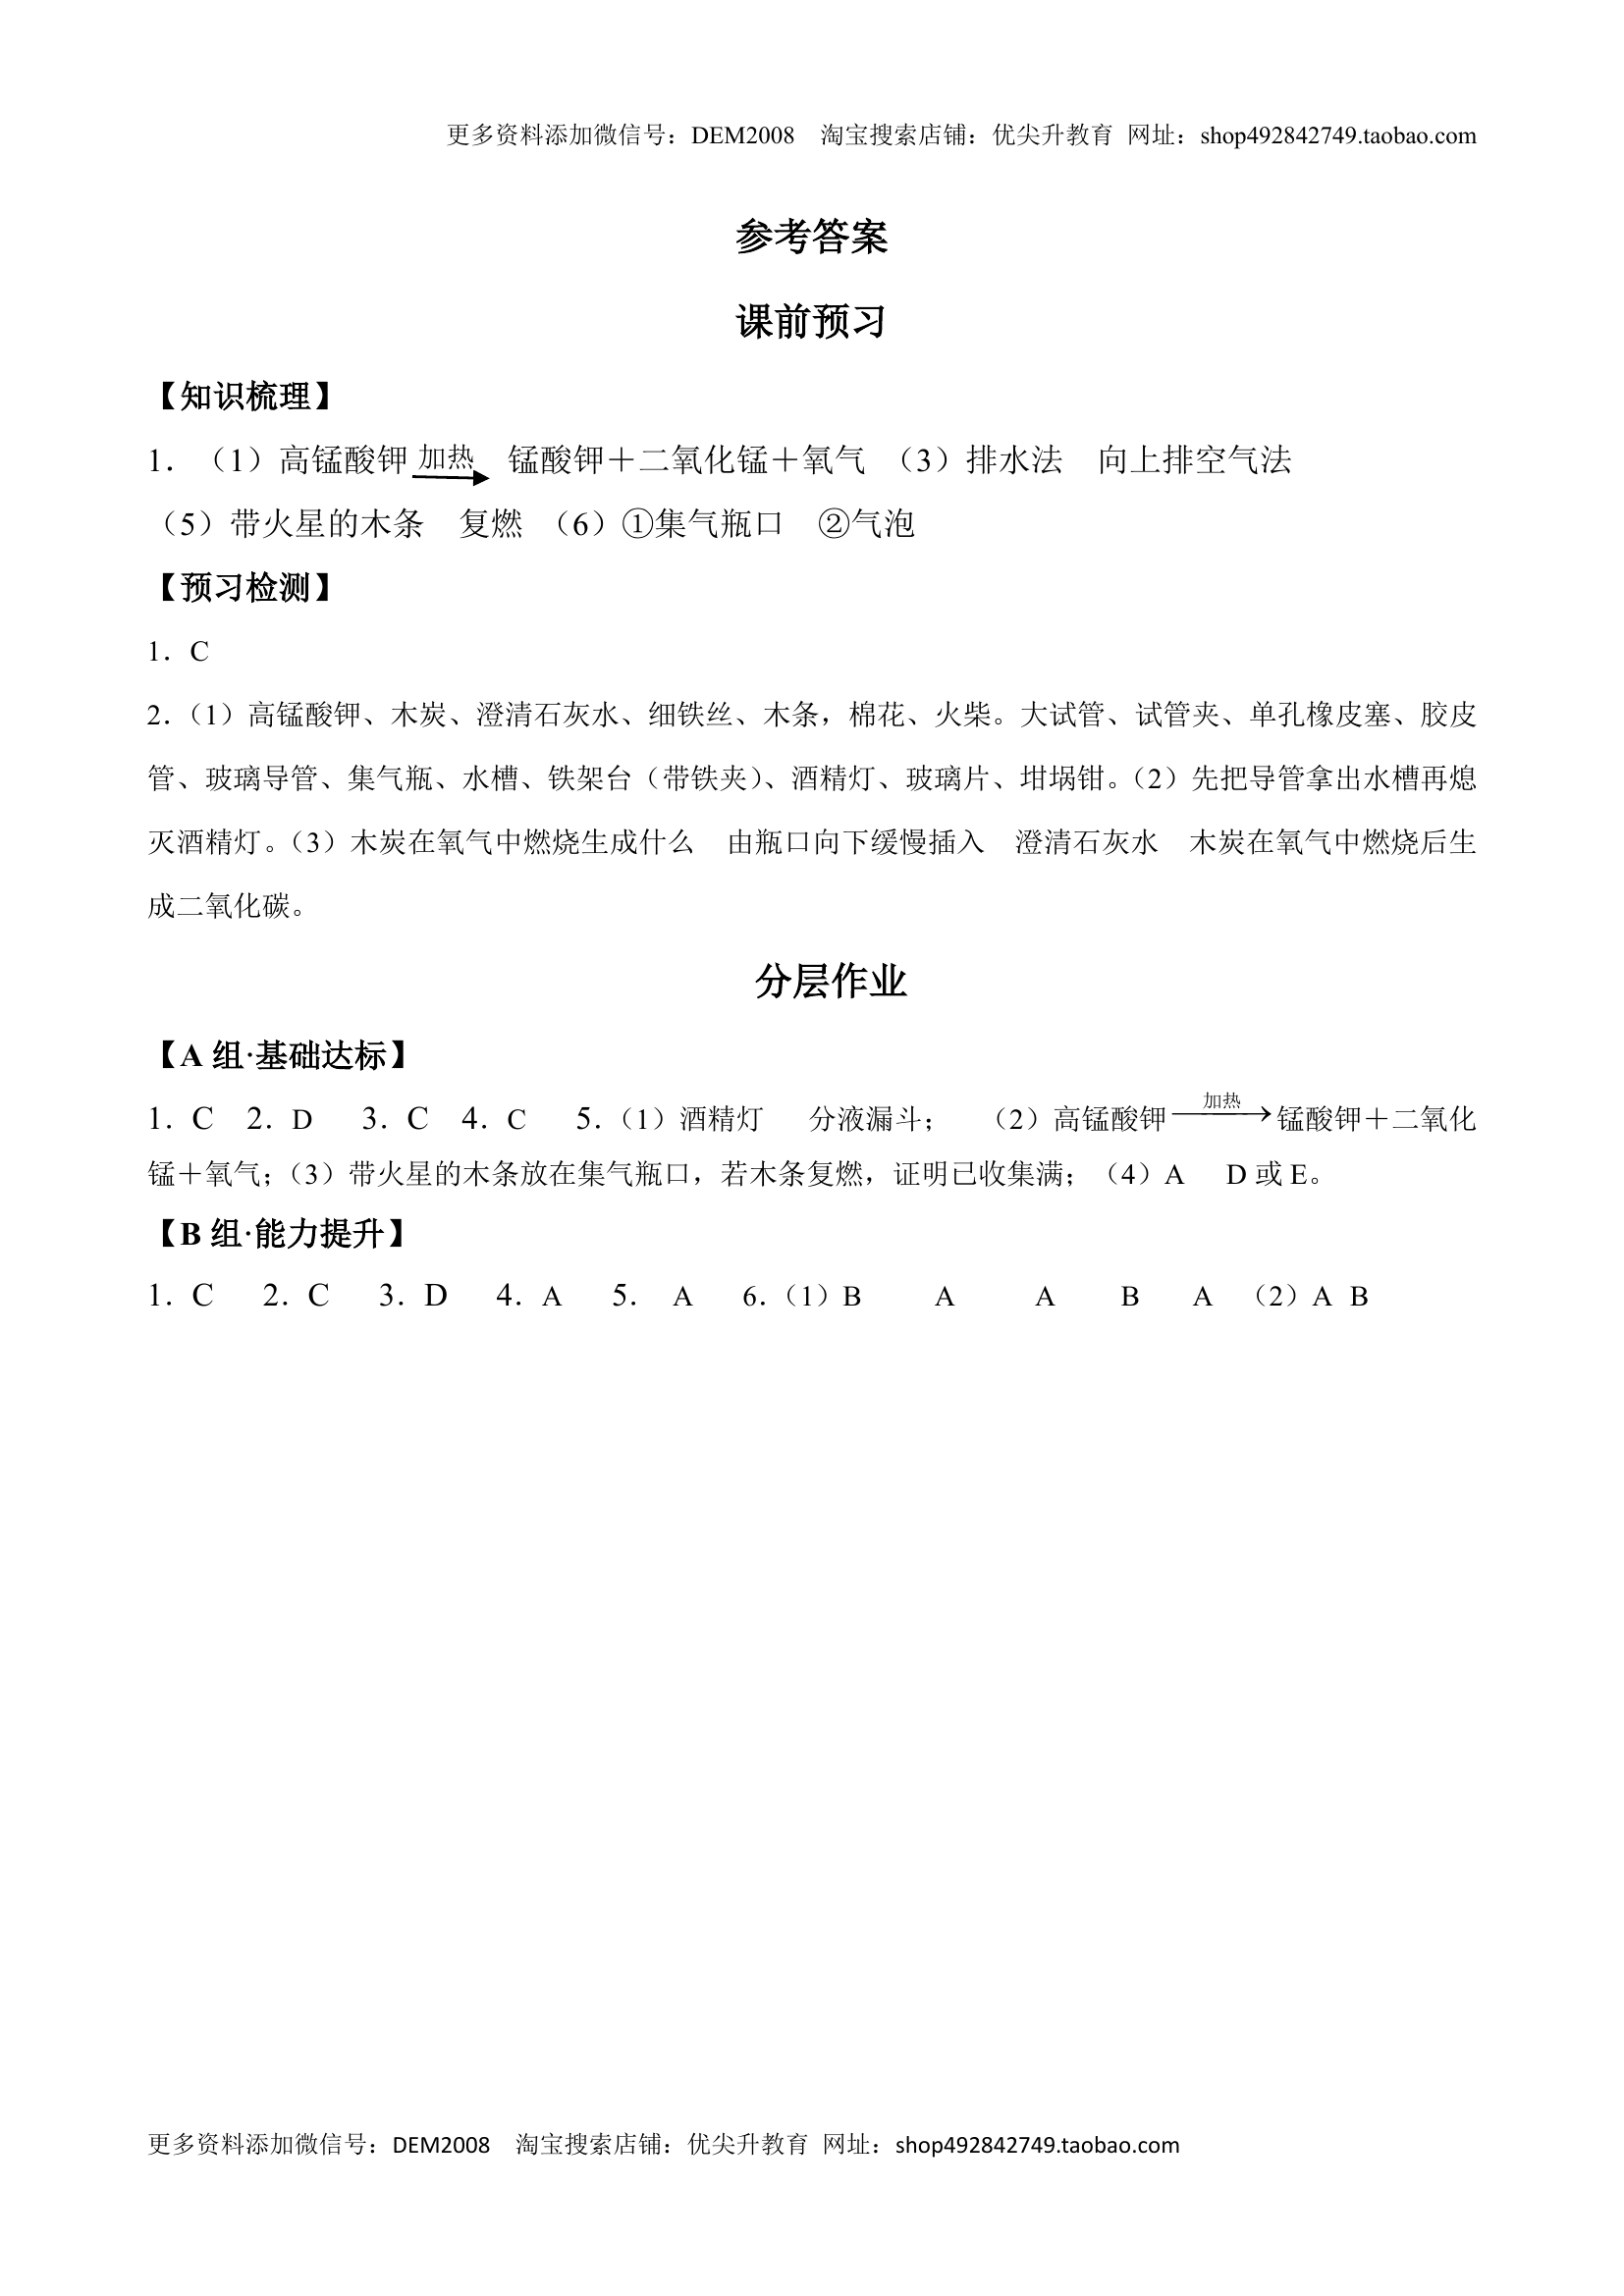 更多资料添加微信号：DEM2008 淘宝搜索店铺：优尖升教育 网址：shop492842749.taobao.com
参考答案
课前预习
【知识梳理】
1．（1）高锰酸钾 加热 锰酸钾＋二氧化锰＋氧气 （3）排水法 向上排空气法
（5）带火星的木条 复燃 （6）①集气瓶口 ②气泡
【预习检测】
1．C
2．（1）高锰酸钾、木炭、澄清石灰水、细铁丝、木条，棉花、火柴。大试管、试管夹、单孔橡皮塞、胶皮
管、玻璃导管、集气瓶、水槽、铁架台（带铁夹）、酒精灯、玻璃片、坩埚钳。（2）先把导管拿出水槽再熄
灭酒精灯。（3）木炭在氧气中燃烧生成什么 由瓶口向下缓慢插入 澄清石灰水 木炭在氧气中燃烧后生
成二氧化碳。
分层作业
【A 组·基础达标】
1．C 2．D 3．C 4．C 5．（1）酒精灯 分液漏斗； （2）高锰酸钾 加热 锰酸钾＋二氧化
锰＋氧气；（3）带火星的木条放在集气瓶口，若木条复燃，证明已收集满；（4）A D 或 E。
【B 组·能力提升】
1．C 2．C 3．D 4．A 5． A 6．（1）B A A B A （2）A B
更多资料添加微信号：DEM2008 淘宝搜索店铺：优尖升教育 网址：shop492842749.taobao.com